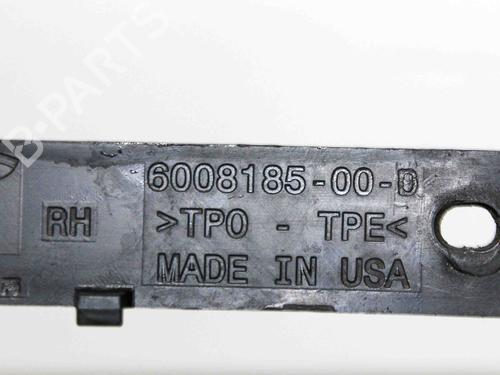 B-PARTS
6008185-00-D
RH
>TPO - TPE<
MADE IN USA